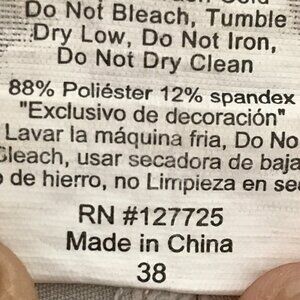 Do Not Bleach, Tumble
Dry Low, Do Not Iron,
Do Not Dry Clean
88% Poliéster 12% spandex
"Exclusivo de decoración"
Lavar la máquina fria, Do No
Bleach, usar secadora de baja
o de hierro, no Limpieza en se
RN #127725
Made in China
38